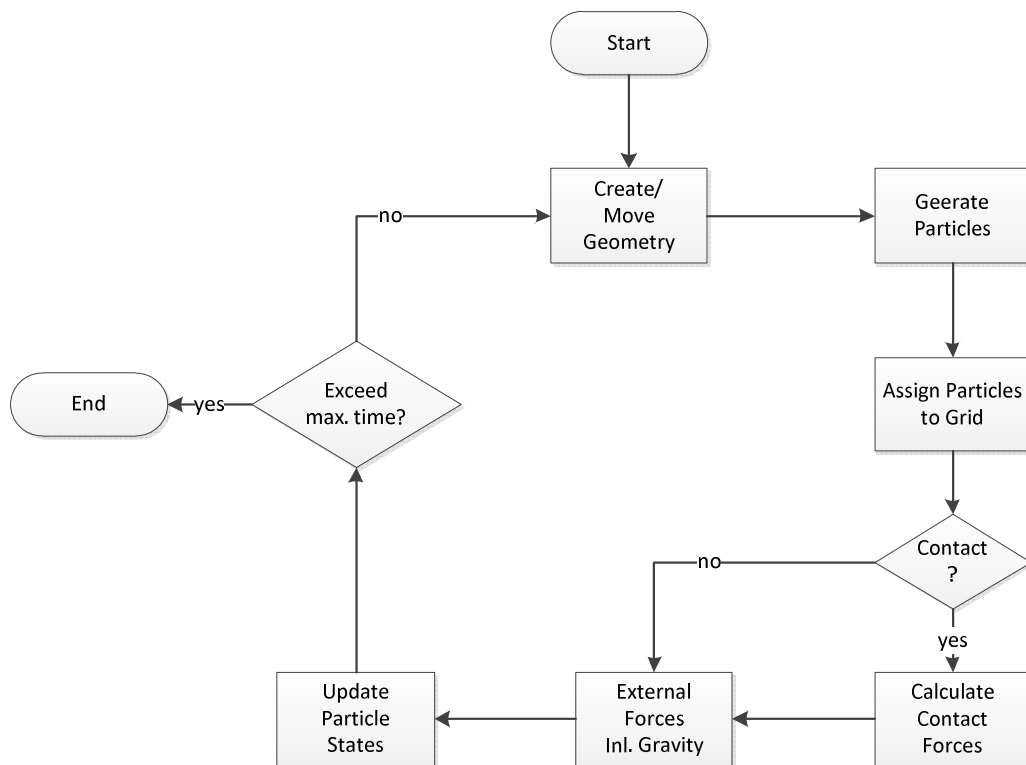 Start
Create/
Move
Geometry
Geerate
Particles
no
Assign Particles
to Grid
Exceed
max. time?
yes
End
Contact
?
no
yes
Update
Particle
States
External
Forces
Inl. Gravity
Calculate
Contact
Forces